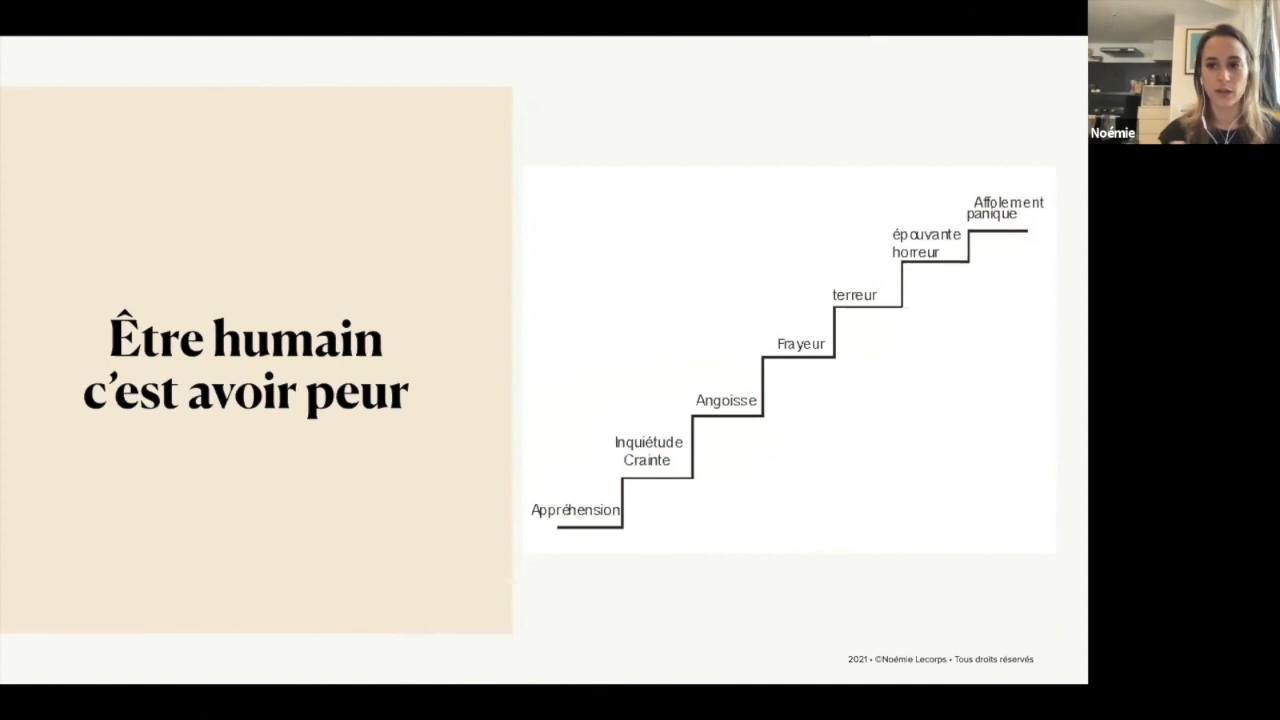 Être humain
c’est avoir peur
Affolement
panique
épouvante
horreur
terreur
Frayeur
Angoisse
Inquiétude
Crainte
Appréhension
2021 • ©Noémie Lecorps • Tous droits réservés
Noémie